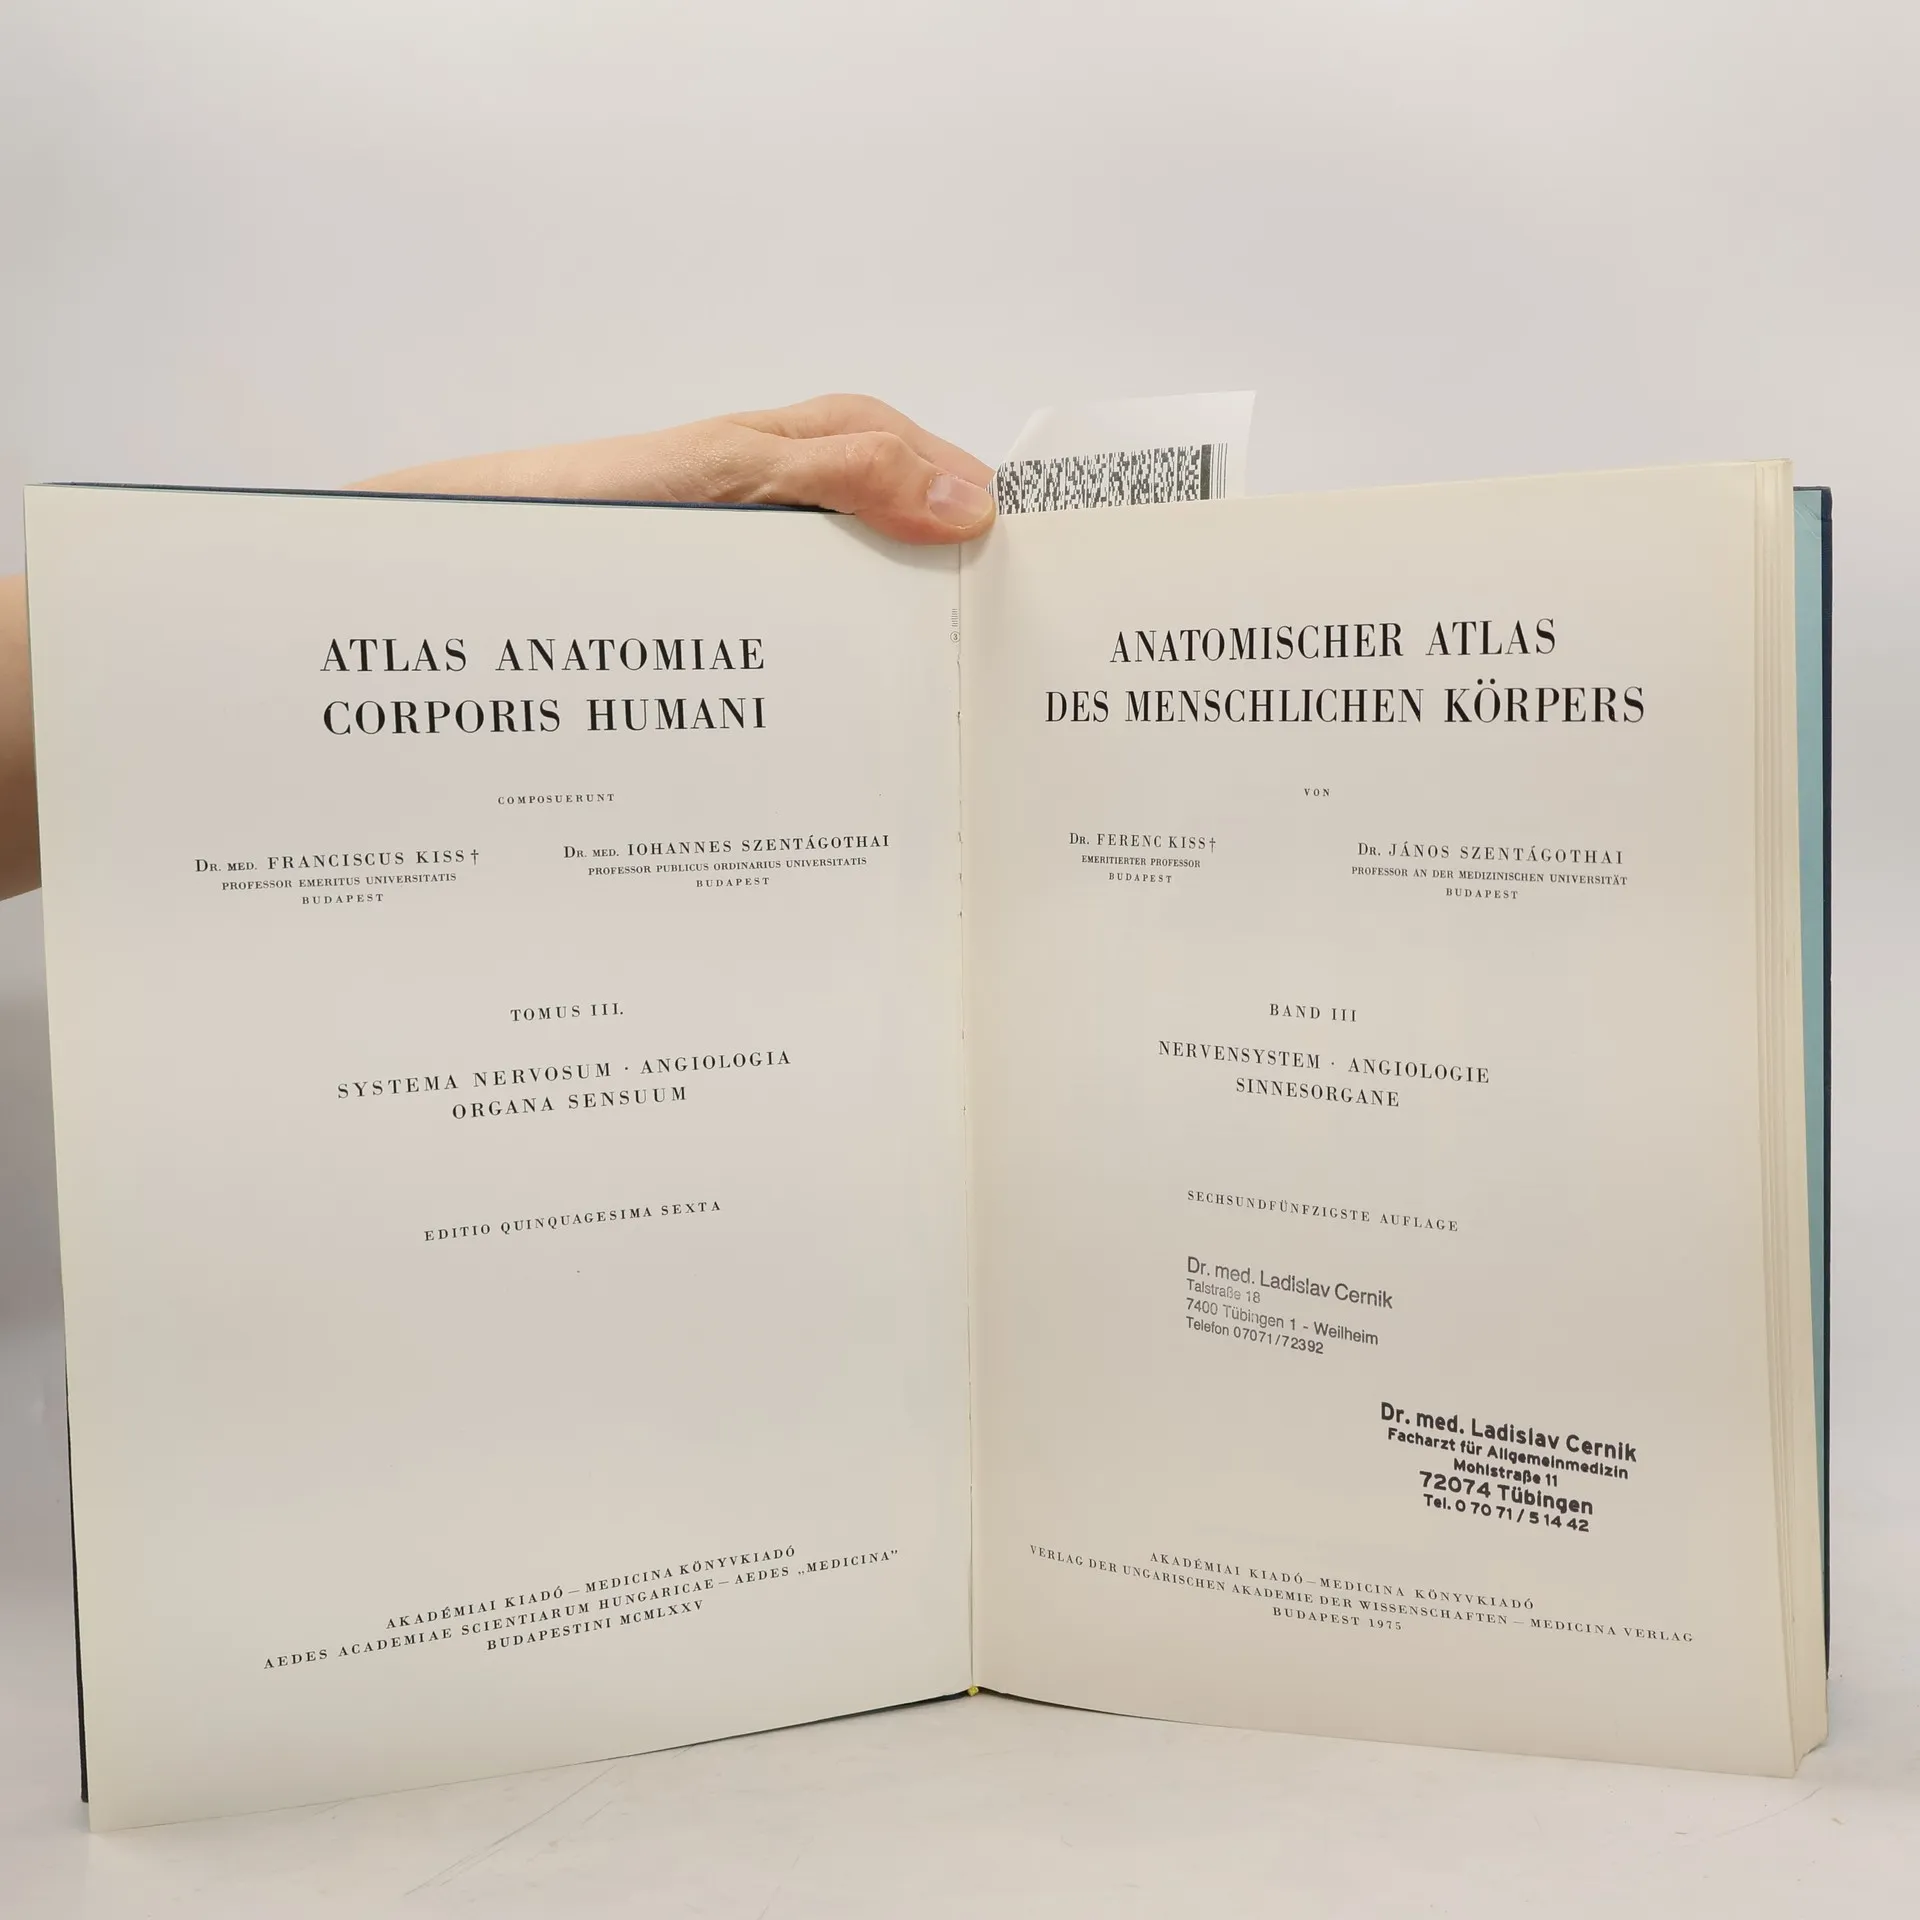 ATLAS ANATOMIAE
CORPORIS HUMANI
COMPOSUERUNT
DR. MED. FRANCISCUS KISS †
PROFESSOR EMERITUS UNIVERSITATIS
BUDAPEST
DR. MED. IOHANNES SZENTÁGOTHAI
PROFESSOR PUBLICUS ORDINARIUS UNIVERSITATIS
BUDAPEST
TOMUS III.
SYSTEMA NERVOSUM · ANGIOLOGIA
ORGANA SENSUUM
EDITIO QUINQUAGESIMA SEXTA
AKADÉMIAI KIADÓ – MEDICINA KÖNYVKIADÓ
AEDES ACADEMIAE SCIENTIARUM HUNGARICAE – AEDES „MEDICINA”
BUDAPESTINI MCMLXXV
ANATOMISCHER ATLAS
DES MENSCHLICHEN KÖRPERS
VON
DR. FERENC KISS †
EMERITIERTER PROFESSOR
BUDAPEST
DR. JÁNOS SZENTÁGOTHAI
PROFESSOR AN DER MEDIZINISCHEN UNIVERSITÄT
BUDAPEST
BAND III
NERVENSYSTEM · ANGIOLOGIE
SINNESORGANE
SECHSUNDFÜNFZIGSTE AUFLAGE
Dr. med. Ladislav Cernik
Talstraße 18
7400 Tübingen 1 - Weilheim
Telefon 07071/72392
Dr. med. Ladislav Cernik
Facharzt für Allgemeinmedizin
Mohlstraße 11
72074 Tübingen
Tel. 0 70 71 / 5 14 42
AKADÉMIAI KIADÓ – MEDICINA KÖNYVKIADÓ
VERLAG DER UNGARISCHEN AKADEMIE DER WISSENSCHAFTEN – MEDICINA VERLAG
BUDAPEST 1975